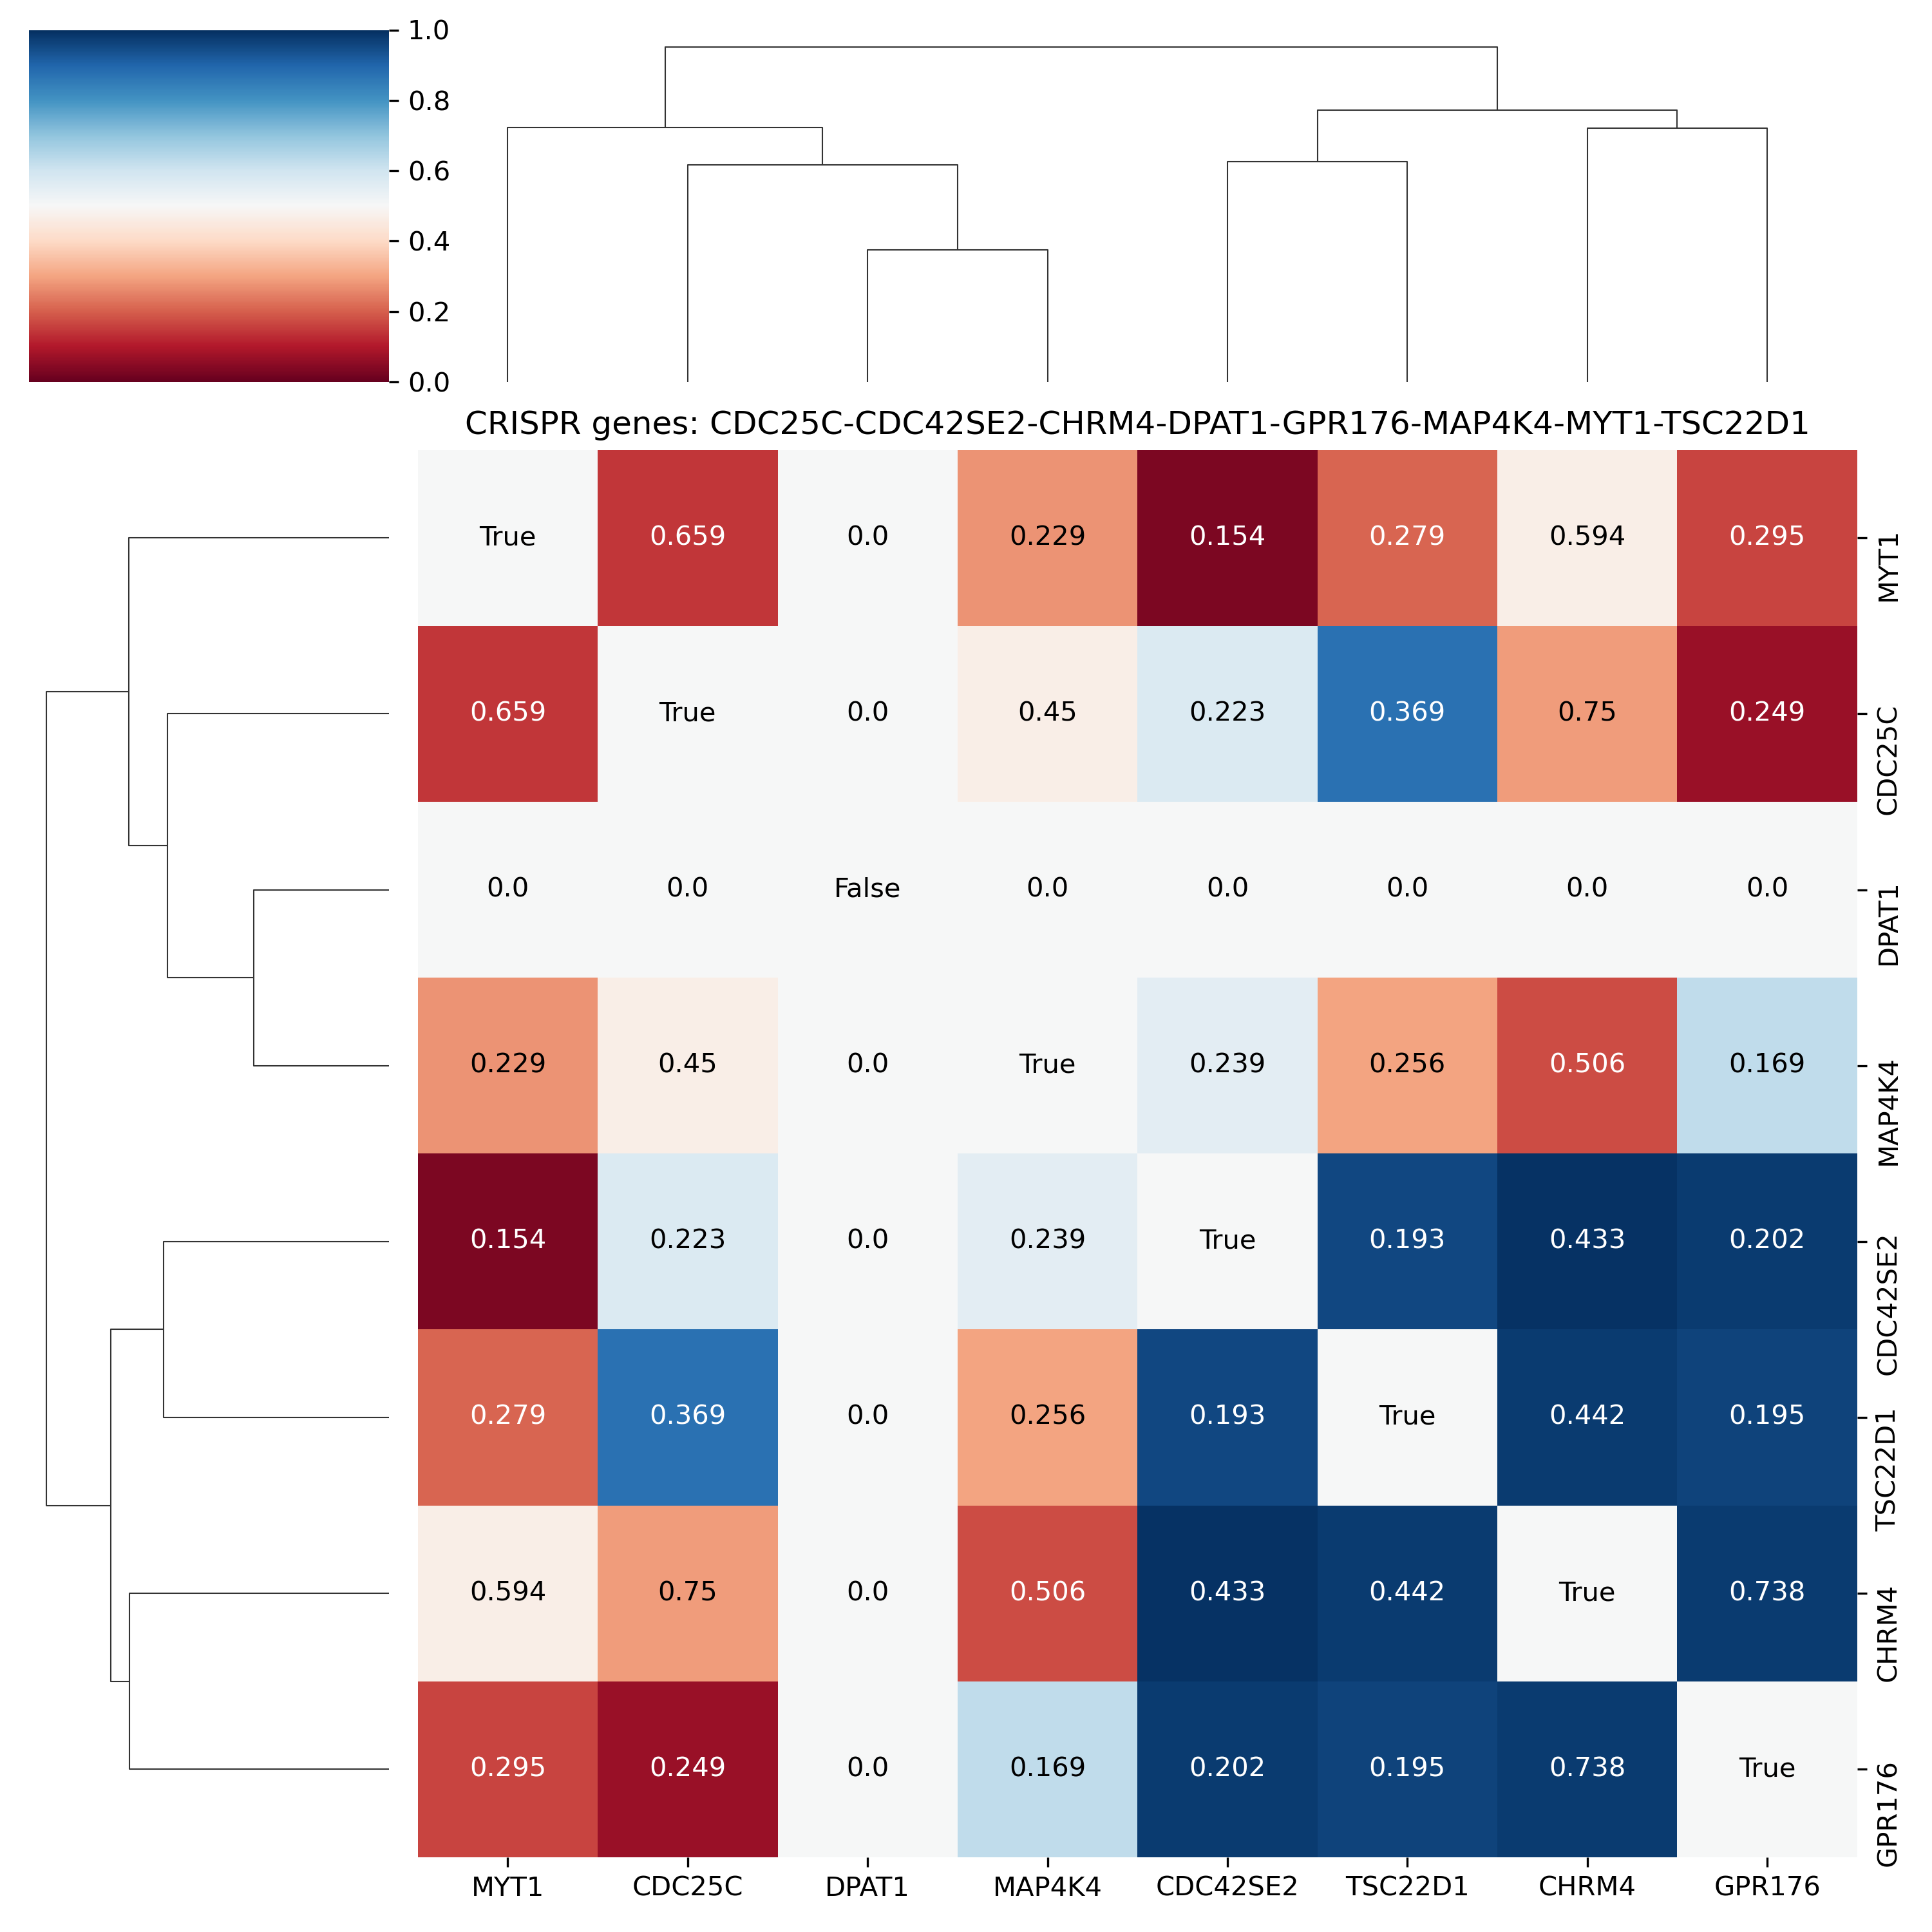 1.0
0.8
0.6
0.4
0.2
0.0
CRISPR genes: CDC25C-CDC42SE2-CHRM4-DPAT1-GPR176-MAP4K4-MYT1-TSC22D1
True 0.659 0.0 0.229 0.154 0.279 0.594 0.295 MYT1
0.659 True 0.0 0.45 0.223 0.369 0.75 0.249 CDC25C
0.0 0.0 False 0.0 0.0 0.0 0.0 0.0 DPAT1
0.229 0.45 0.0 True 0.239 0.256 0.506 0.169 MAP4K4
0.154 0.223 0.0 0.239 True 0.193 0.433 0.202 CDC42SE2
0.279 0.369 0.0 0.256 0.193 True 0.442 0.195 TSC22D1
0.594 0.75 0.0 0.506 0.433 0.442 True 0.738 CHRM4
0.295 0.249 0.0 0.169 0.202 0.195 0.738 True GPR176
MYT1 CDC25C DPAT1 MAP4K4 CDC42SE2 TSC22D1 CHRM4 GPR176